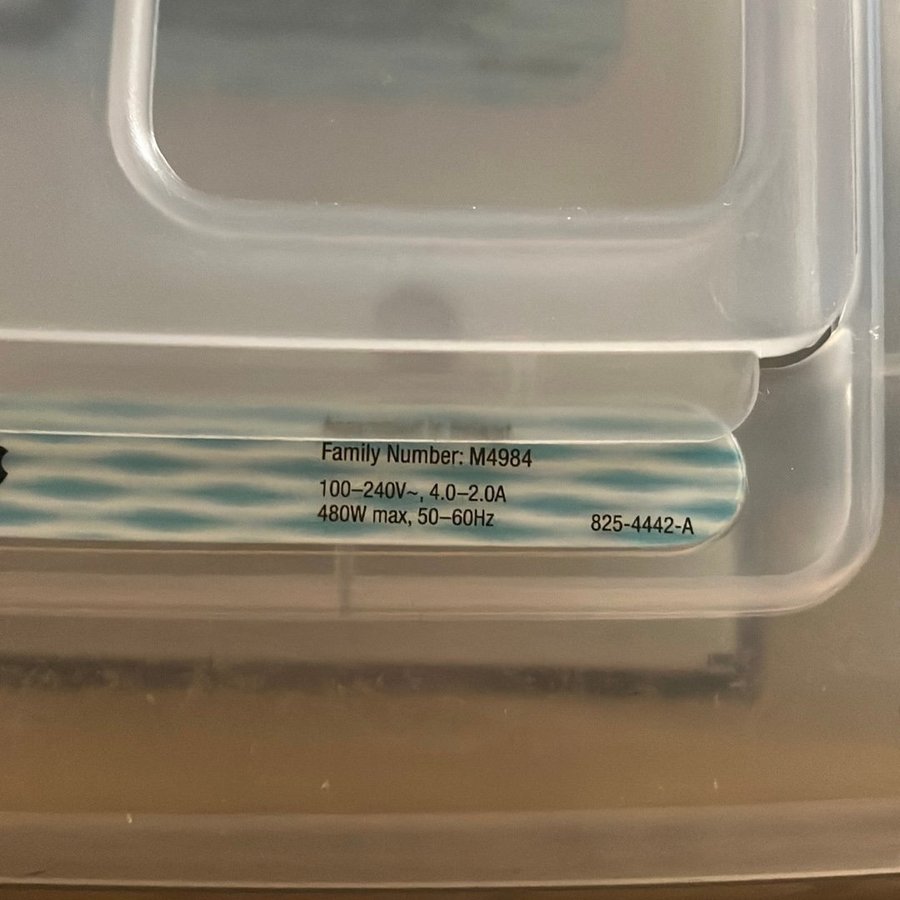 Family Number: M4984
100–240V~, 4.0–2.0A
480W max, 50–60Hz
825-4442-A